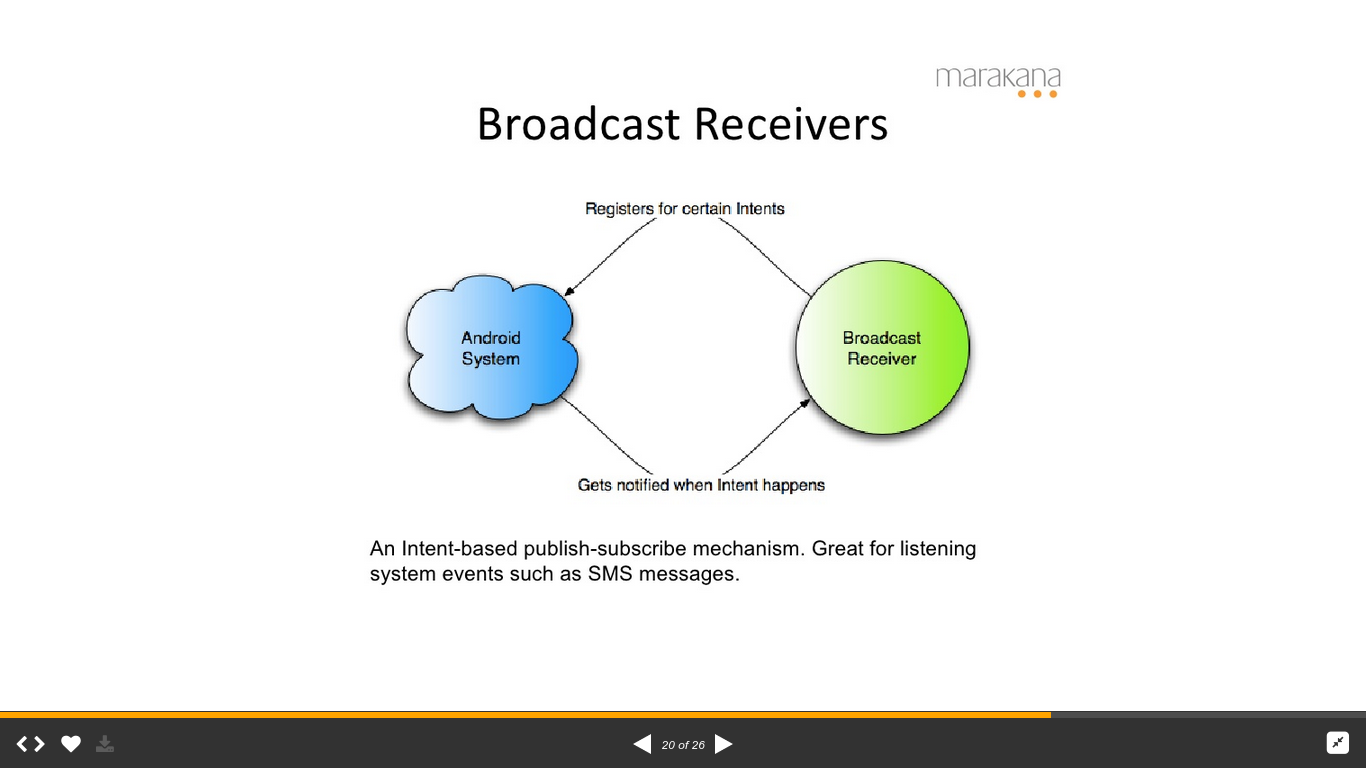 marakana
Broadcast Receivers
Registers for certain Intents
Android
System
Broadcast
Receiver
Gets notified when Intent happens
An Intent-based publish-subscribe mechanism. Great for listening
system events such as SMS messages.
20 of 26